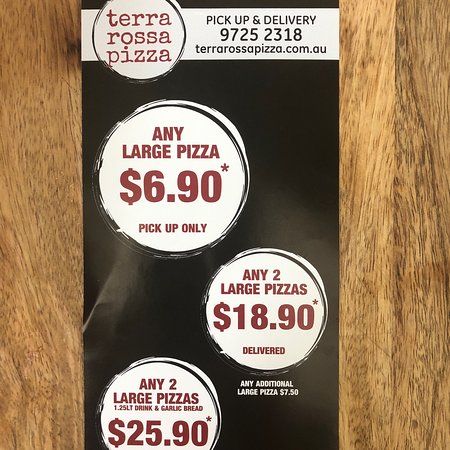 terra
rossa
pizza
PICK UP & DELIVERY
9725 2318
terrarossapizza.com.au
ANY
LARGE PIZZA
$6.90*
PICK UP ONLY
ANY 2
LARGE PIZZAS
$18.90*
DELIVERED
ANY ADDITIONAL
LARGE PIZZA $7.50
ANY 2
LARGE PIZZAS
1.25LT DRINK & GARLIC BREAD
$25.90*